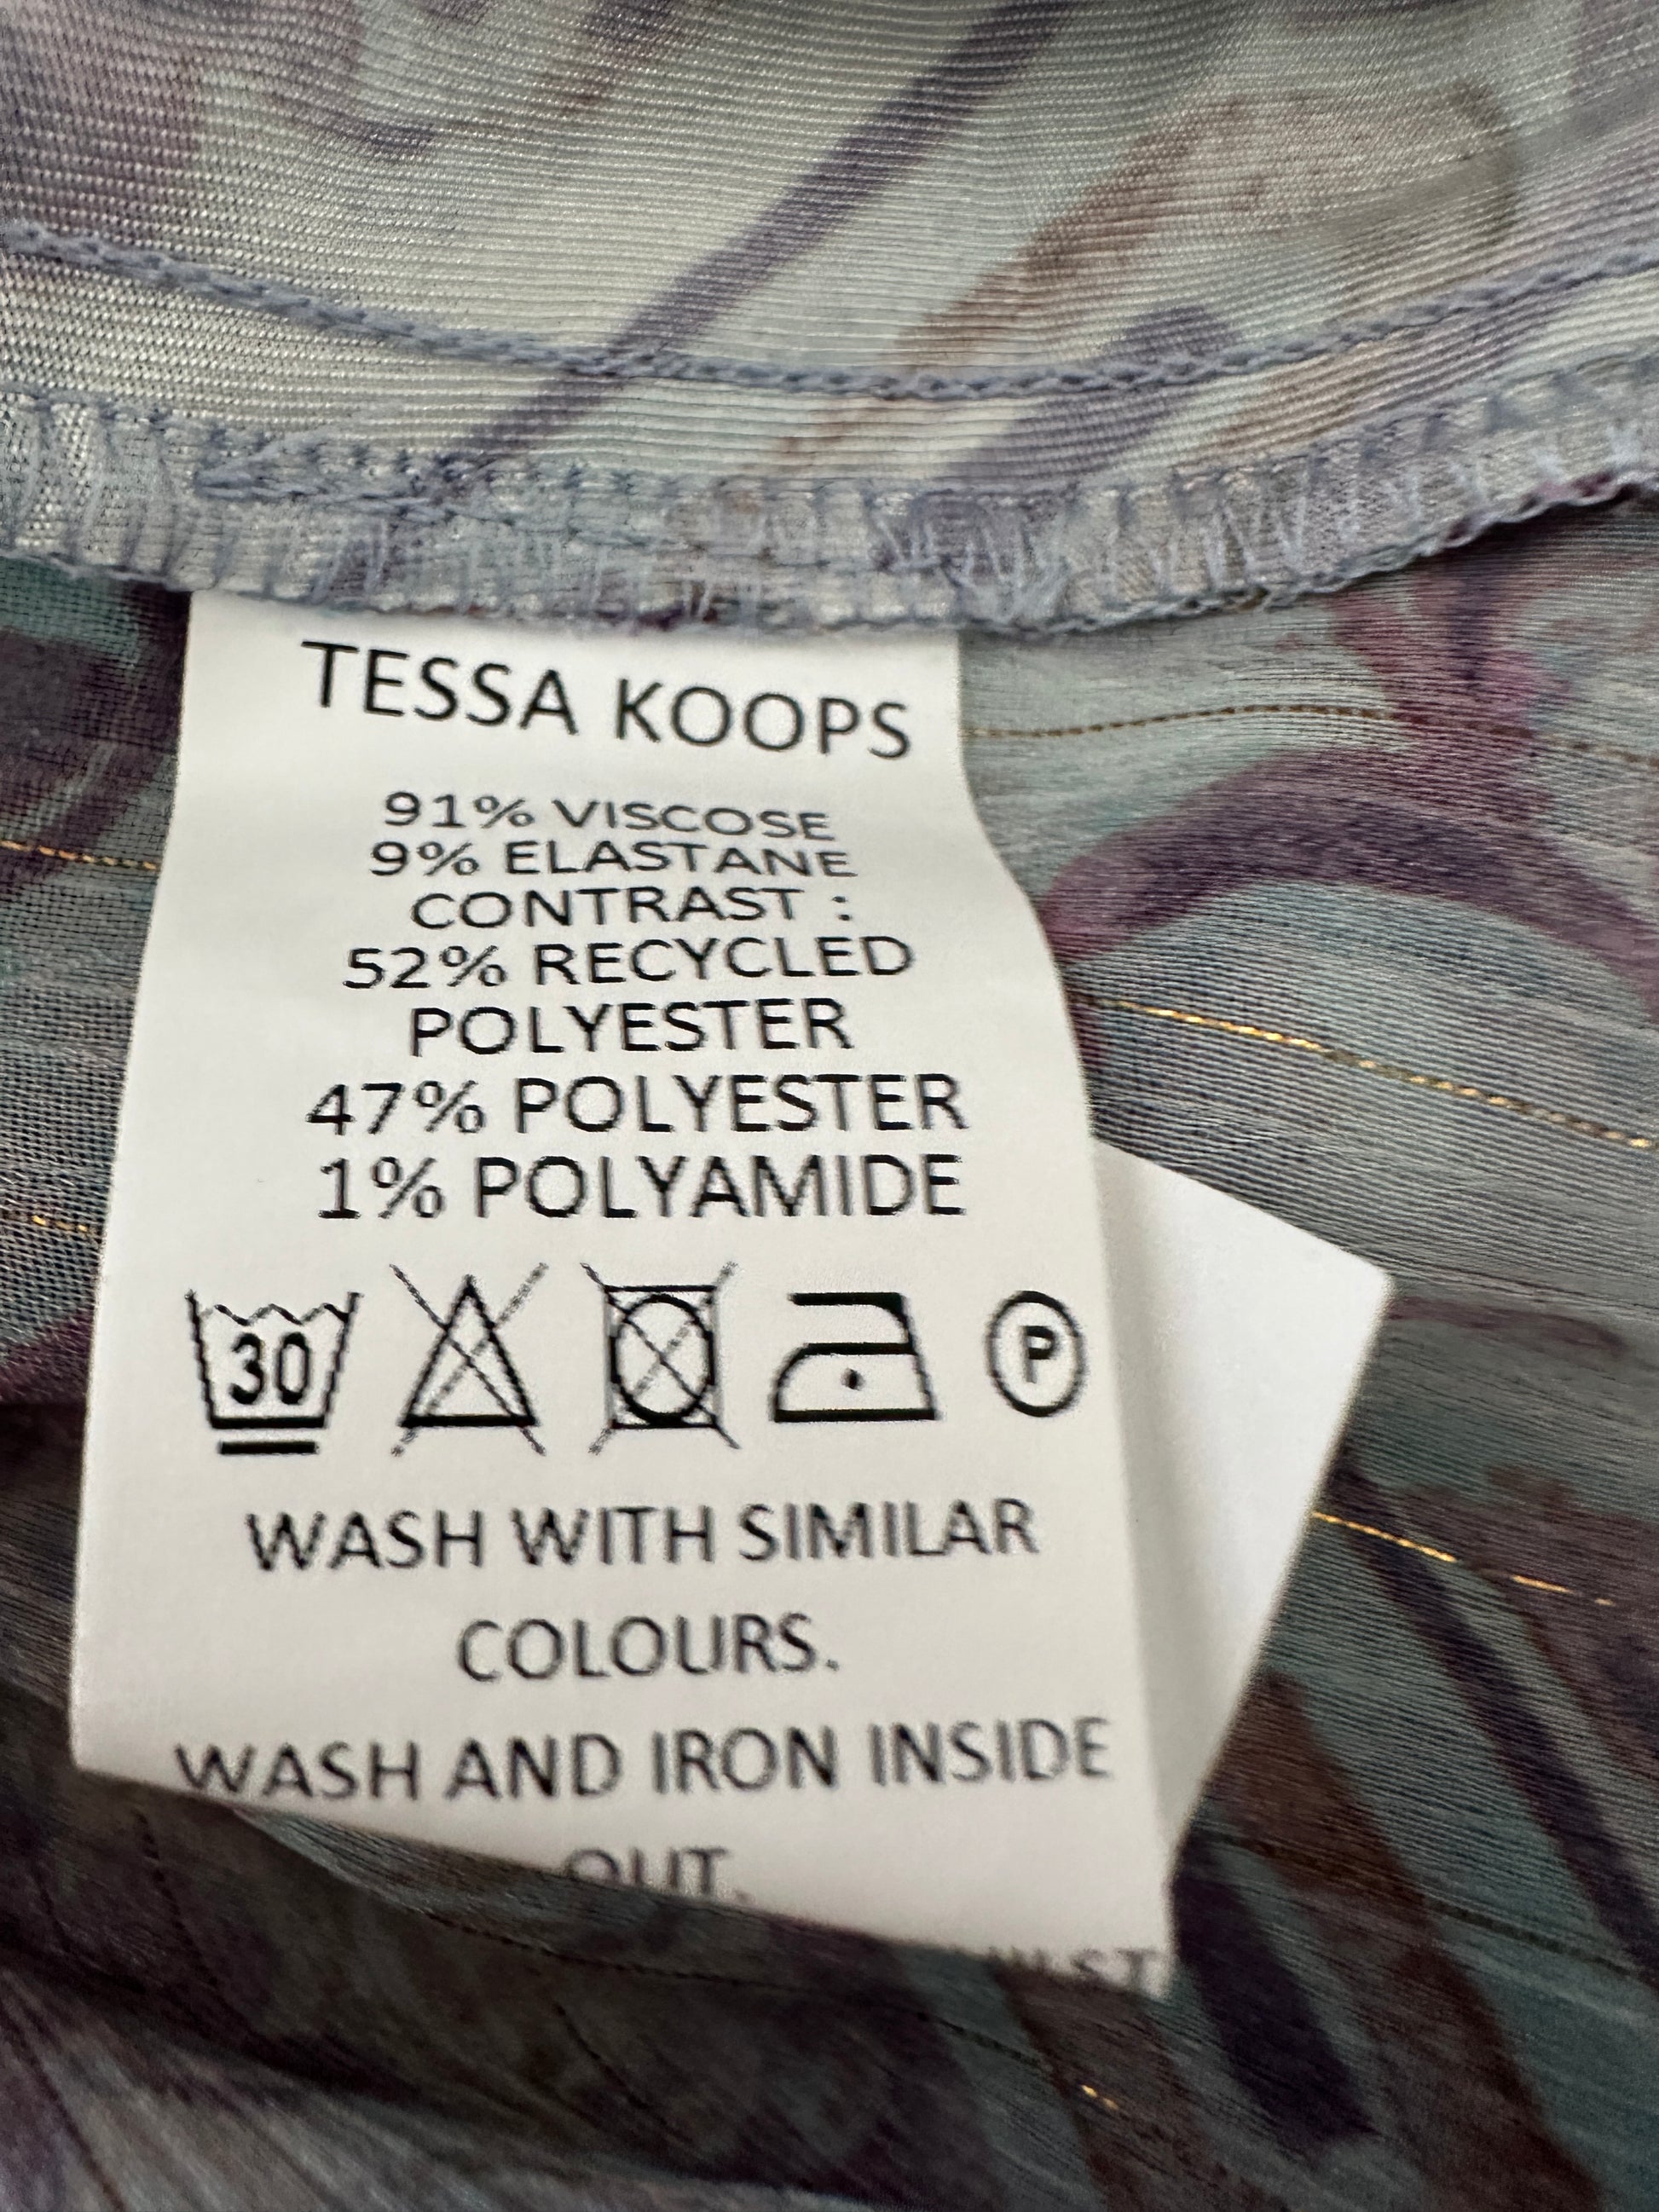 TESSA KOOPS
91% VISCOSE
9% ELASTANE
CONTRAST :
52% RECYCLED
POLYESTER
47% POLYESTER
1% POLYAMIDE
30 P
WASH WITH SIMILAR
COLOURS.
WASH AND IRON INSIDE
OUT.